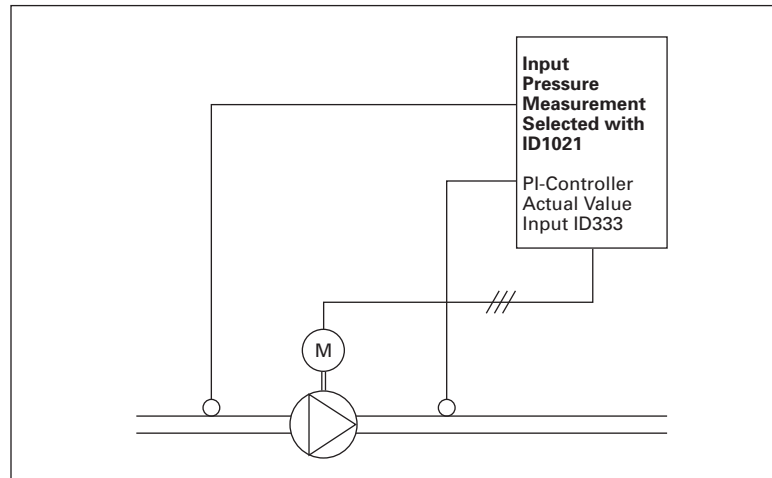 Input
Pressure
Measurement
Selected with
ID1021
PI-Controller
Actual Value
Input ID333
M